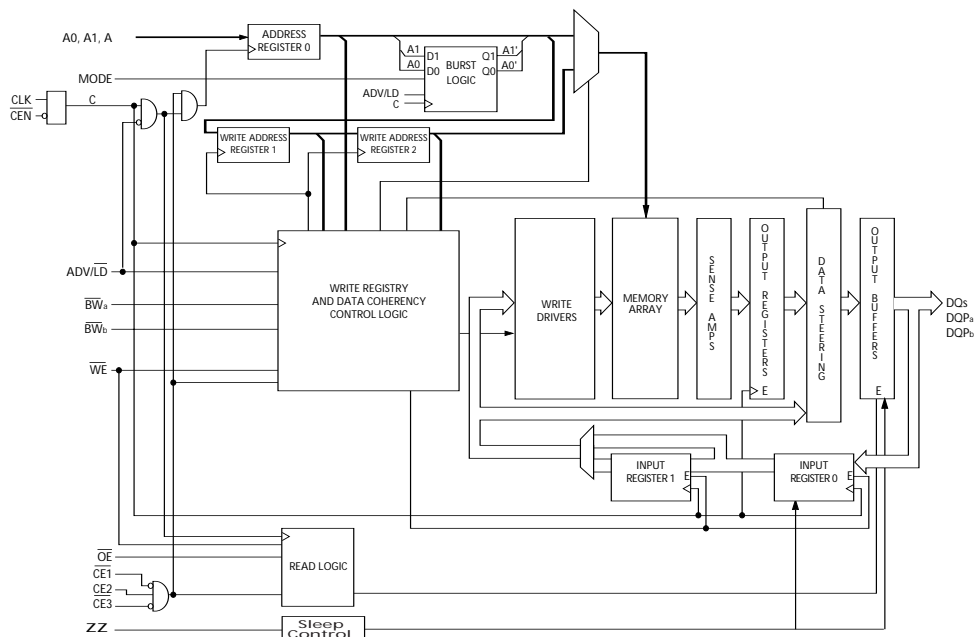 A0, A1, A
ADDRESS
REGISTER 0
A1
A0
D1
D0
BURST
LOGIC
Q1
Q0
A1'
A0'
MODE
ADV/LD
C
CLK
CEN
C
WRITE ADDRESS
REGISTER 1
WRITE ADDRESS
REGISTER 2
ADV/LD
BWa
BWb
WE
WRITE REGISTRY
AND DATA COHERENCY
CONTROL LOGIC
WRITE
DRIVERS
MEMORY
ARRAY
SENSE AMPS
OUTPUT REGISTERS
E
DATA STEERING
OUTPUT BUFFERS
E
DQs
DQPa
DQPb
INPUT
REGISTER 1
E
INPUT
REGISTER 0
E
OE
READ LOGIC
CE1
CE2
CE3
ZZ
Sleep
Control